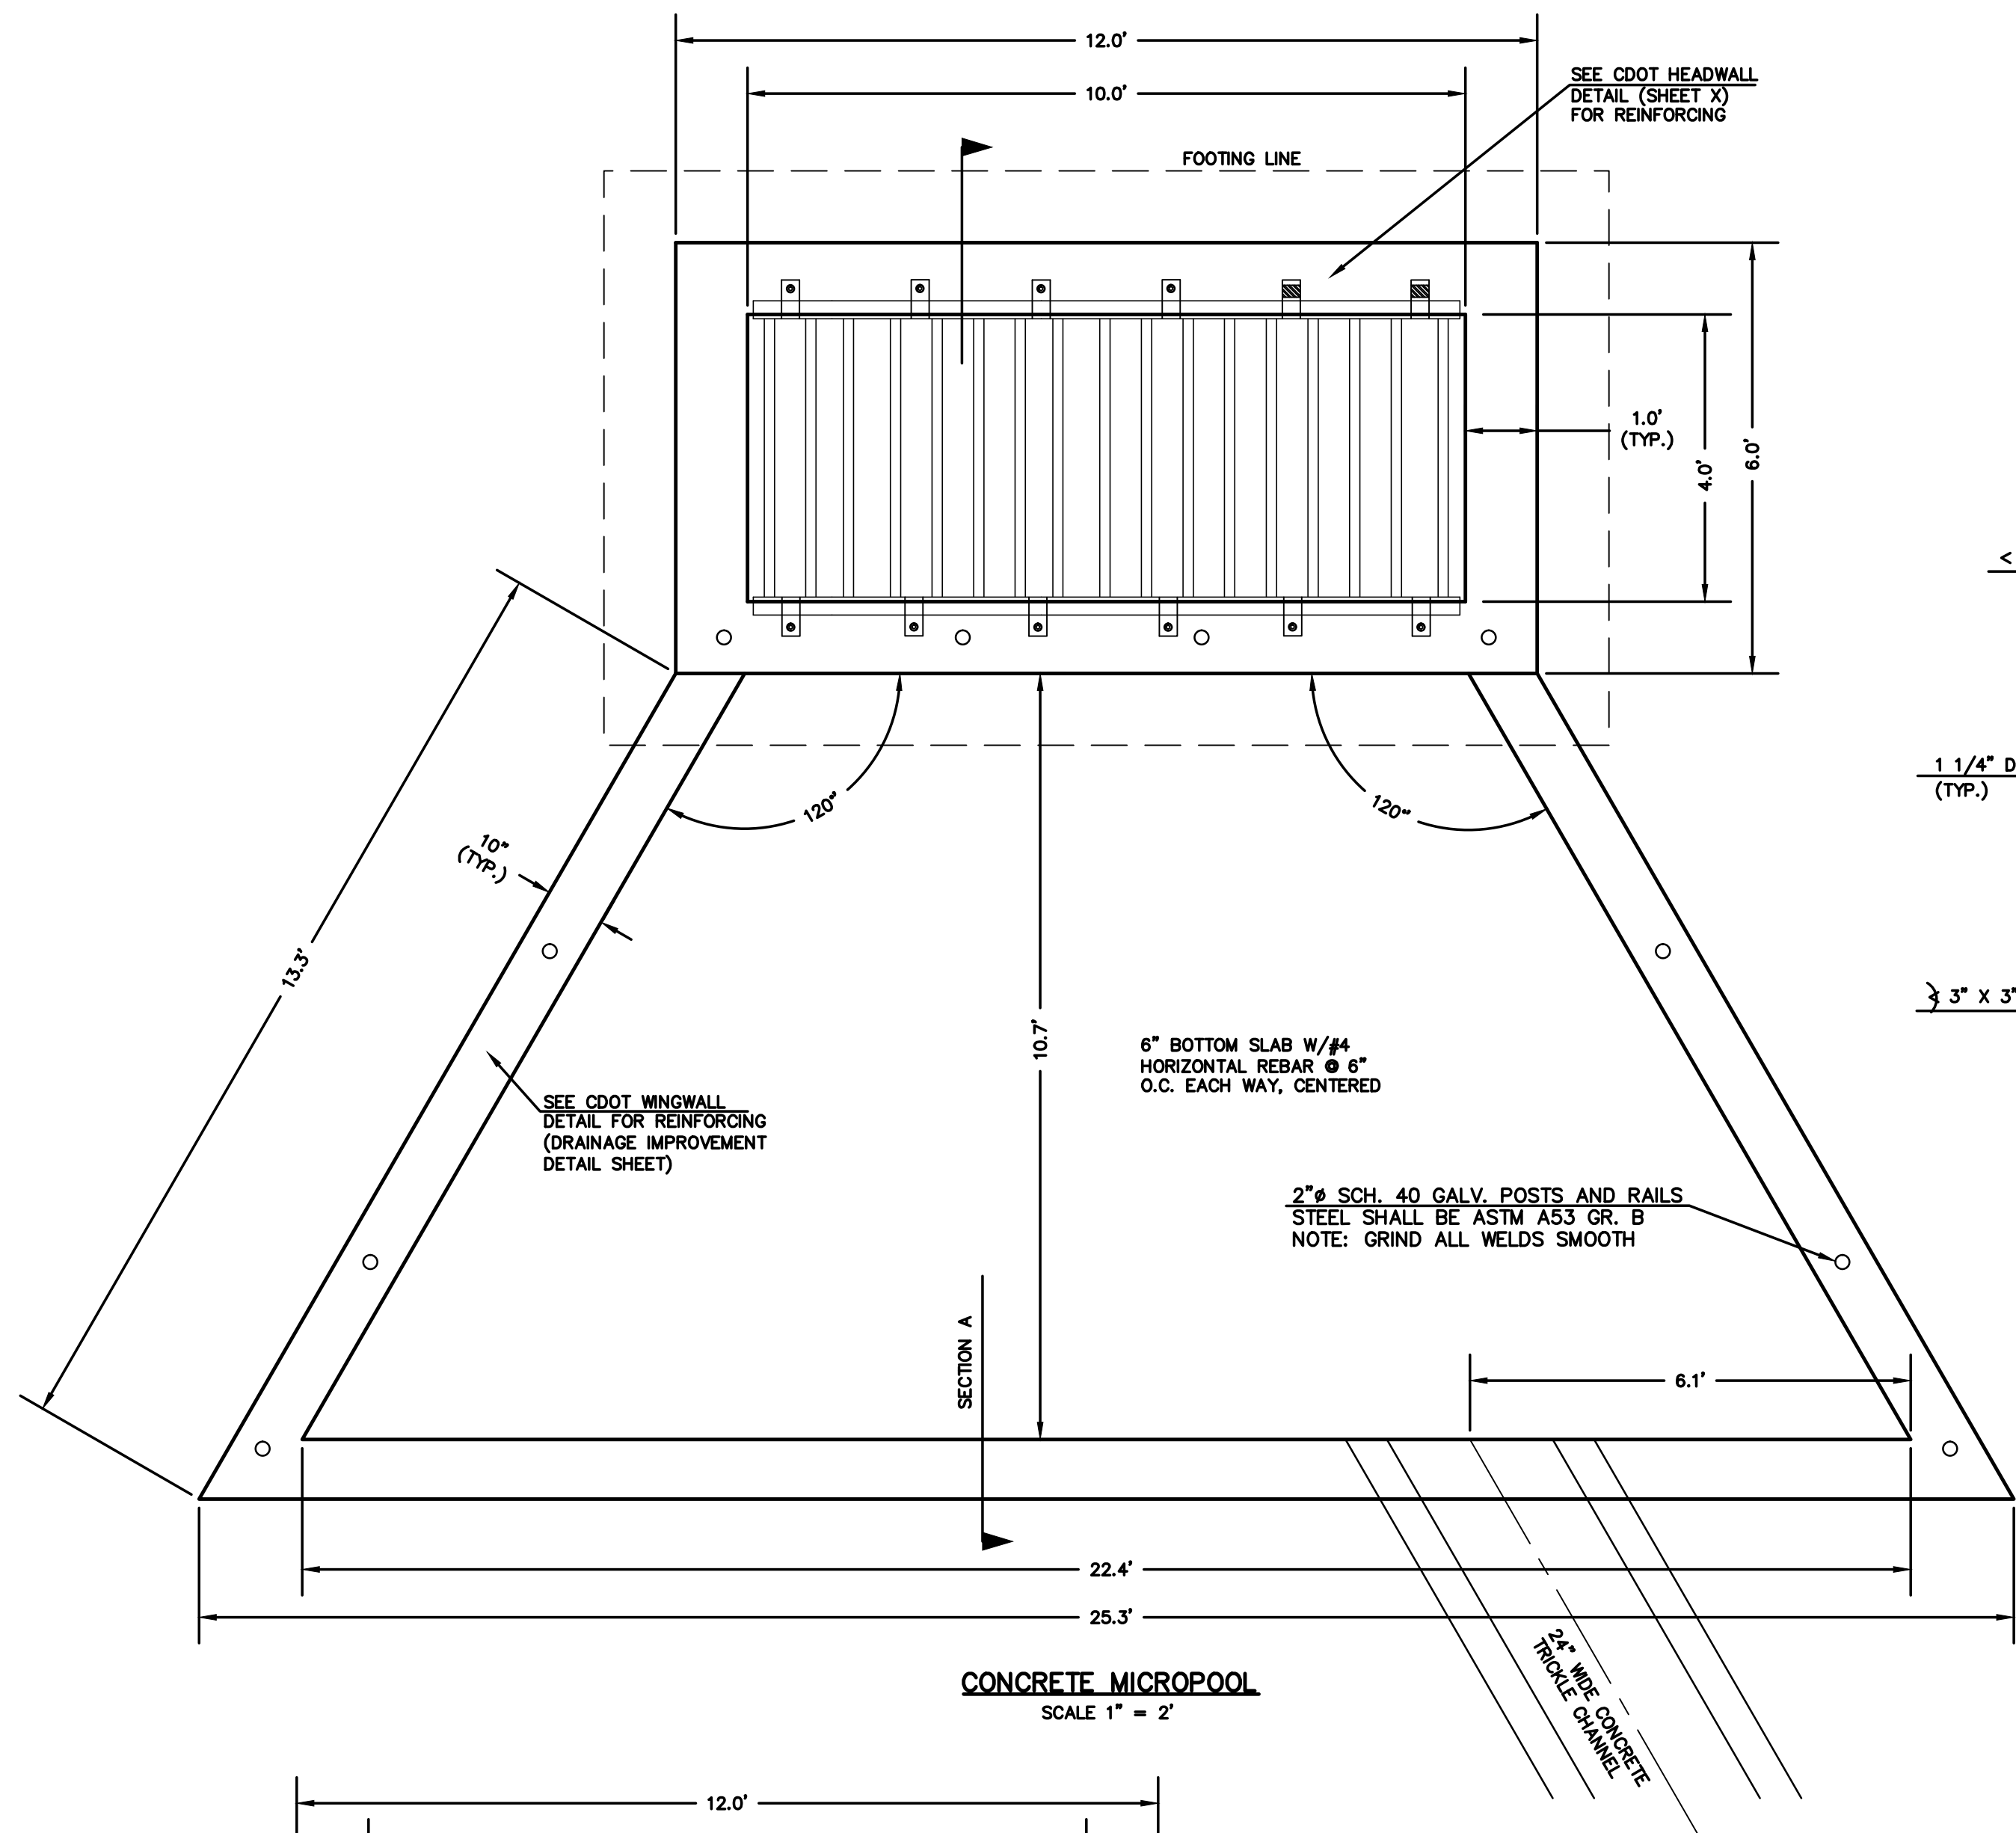 12.0'
10.0'
SEE CDOT HEADWALL
DETAIL (SHEET X)
FOR REINFORCING
FOOTING LINE
1.0'
(TYP.)
4.0'
6.0'
<
1 1/4"
(TYP.)
120°
120°
10"
(TYP.)
13.3'
10.7'
3" X 3"
6" BOTTOM SLAB W/#4
HORIZONTAL REBAR @ 6"
O.C. EACH WAY, CENTERED
SEE CDOT WINGWALL
DETAIL FOR REINFORCING
(DRAINAGE IMPROVEMENT
DETAIL SHEET)
2"ø SCH. 40 GALV. POSTS AND RAILS
STEEL SHALL BE ASTM A53 GR. B
NOTE: GRIND ALL WELDS SMOOTH
SECTION A
6.1'
22.4'
25.3'
24" WIDE CONCRETE
TRICKLE CHANNEL
CONCRETE MICROPOOL
SCALE 1" = 2'
12.0'